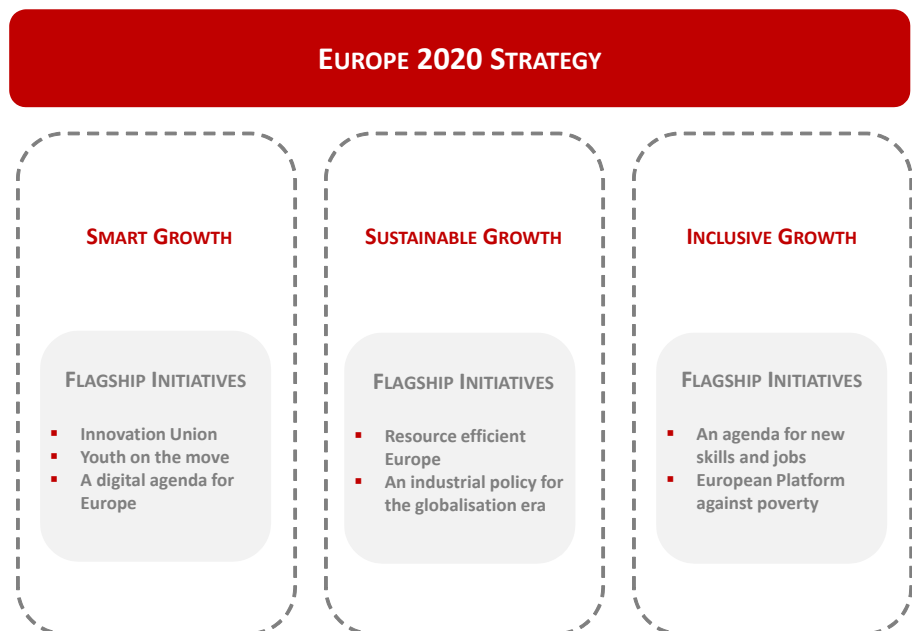 EUROPE 2020 STRATEGY
SMART GROWTH
FLAGSHIP INITIATIVES
▪ Innovation Union
▪ Youth on the move
▪ A digital agenda for
Europe
SUSTAINABLE GROWTH
FLAGSHIP INITIATIVES
▪ Resource efficient
Europe
▪ An industrial policy for
the globalisation era
INCLUSIVE GROWTH
FLAGSHIP INITIATIVES
▪ An agenda for new
skills and jobs
▪ European Platform
against poverty